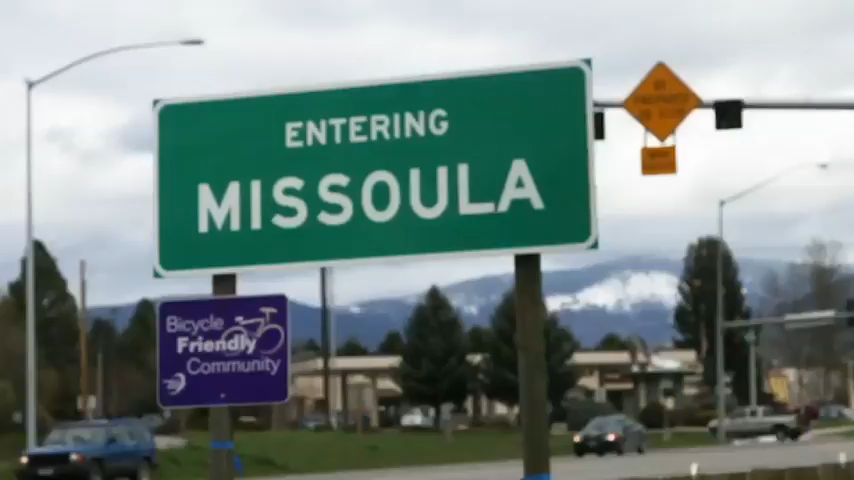 ENTERING
MISSOULA
Bicycle
Friendly
Community